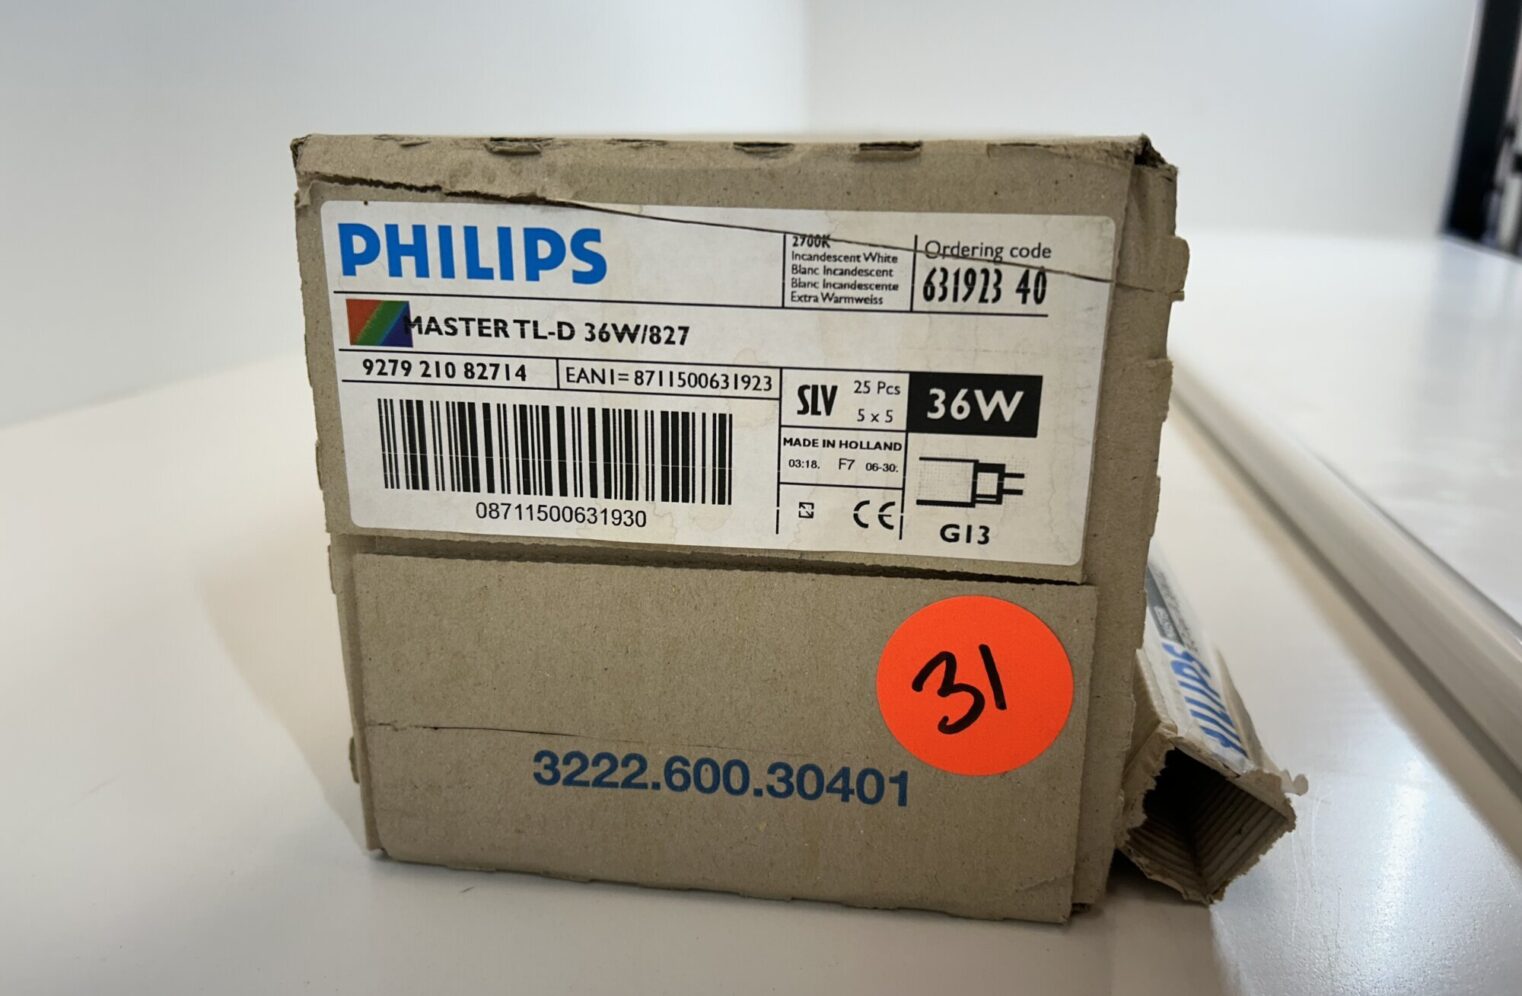 PHILIPS
2700K
Incandescent White
Blanc Incandescent
Blanc Incandescente
Extra Warmweiss
Ordering code
631923 40
MASTER TL-D 36W/827
9279 210 82714
EAN1= 8711500631923
SLV
25 Pcs
5 x 5
36W
MADE IN HOLLAND
03:18. F7 06-30.
CE
G13
08711500631930
31
3222.600.30401
HILIPS